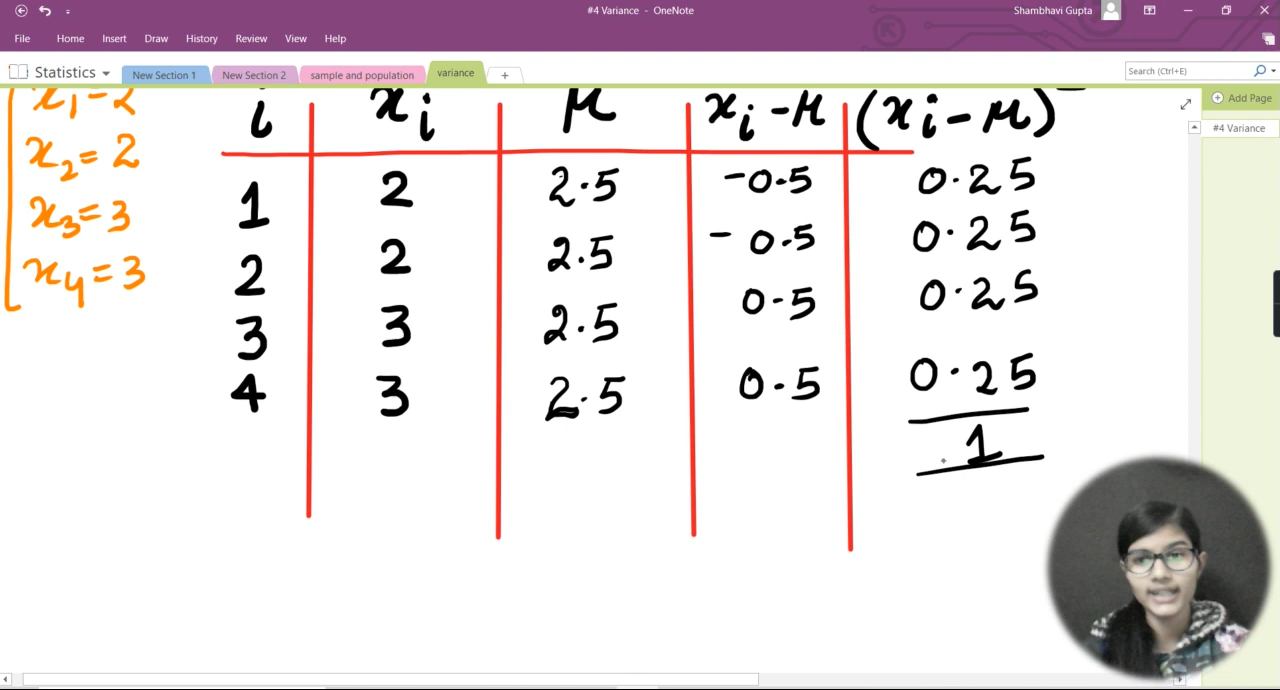 #4 Variance - OneNote
Shambhavi Gupta
File Home Insert Draw History Review View Help
Statistics New Section 1 New Section 2 sample and population variance +
Search (Ctrl+E)
Add Page
#4 Variance
x₁=2
x₂=2
x₃=3
x₄=3
i xᵢ μ xᵢ-μ (xᵢ-μ)²
1 2 2.5 -0.5 0.25
2 2 2.5 -0.5 0.25
3 3 2.5 0.5 0.25
4 3 2.5 0.5 0.25
1